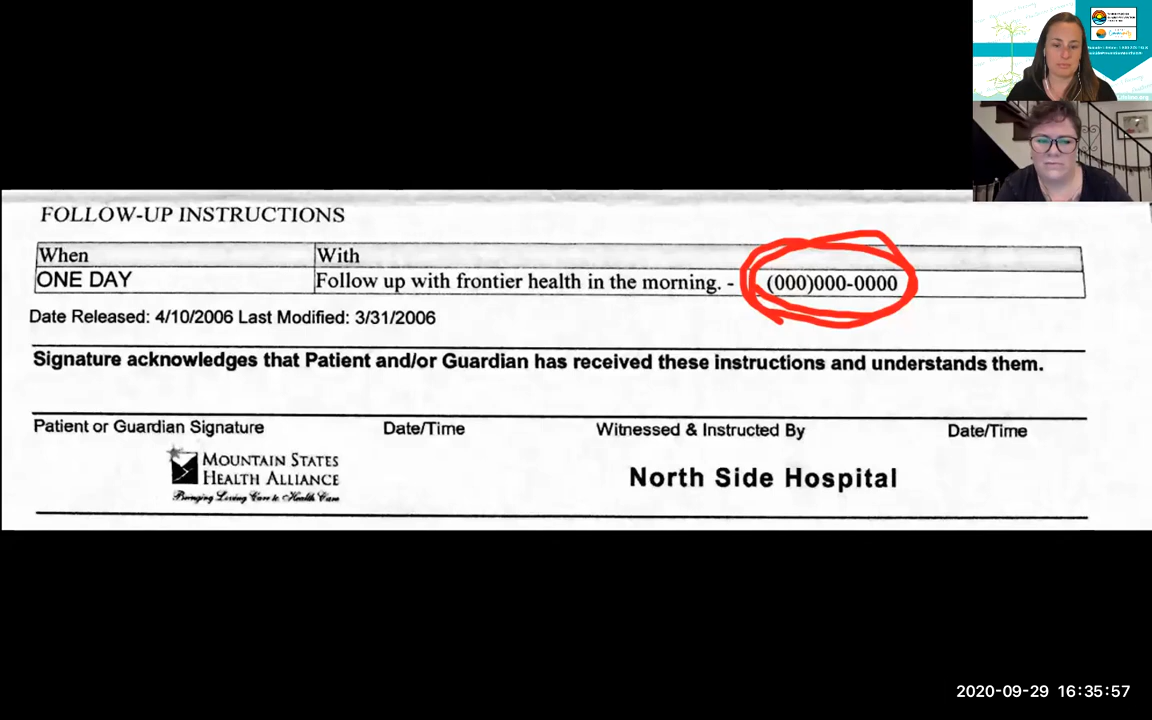 FOLLOW-UP INSTRUCTIONS
When With
ONE DAY Follow up with frontier health in the morning. - (000)000-0000
Date Released: 4/10/2006 Last Modified: 3/31/2006
Signature acknowledges that Patient and/or Guardian has received these instructions and understands them.
Patient or Guardian Signature Date/Time Witnessed & Instructed By Date/Time
MOUNTAIN STATES
HEALTH ALLIANCE
Bringing Loving Care to Health Care
North Side Hospital
2020-09-29 16:35:57